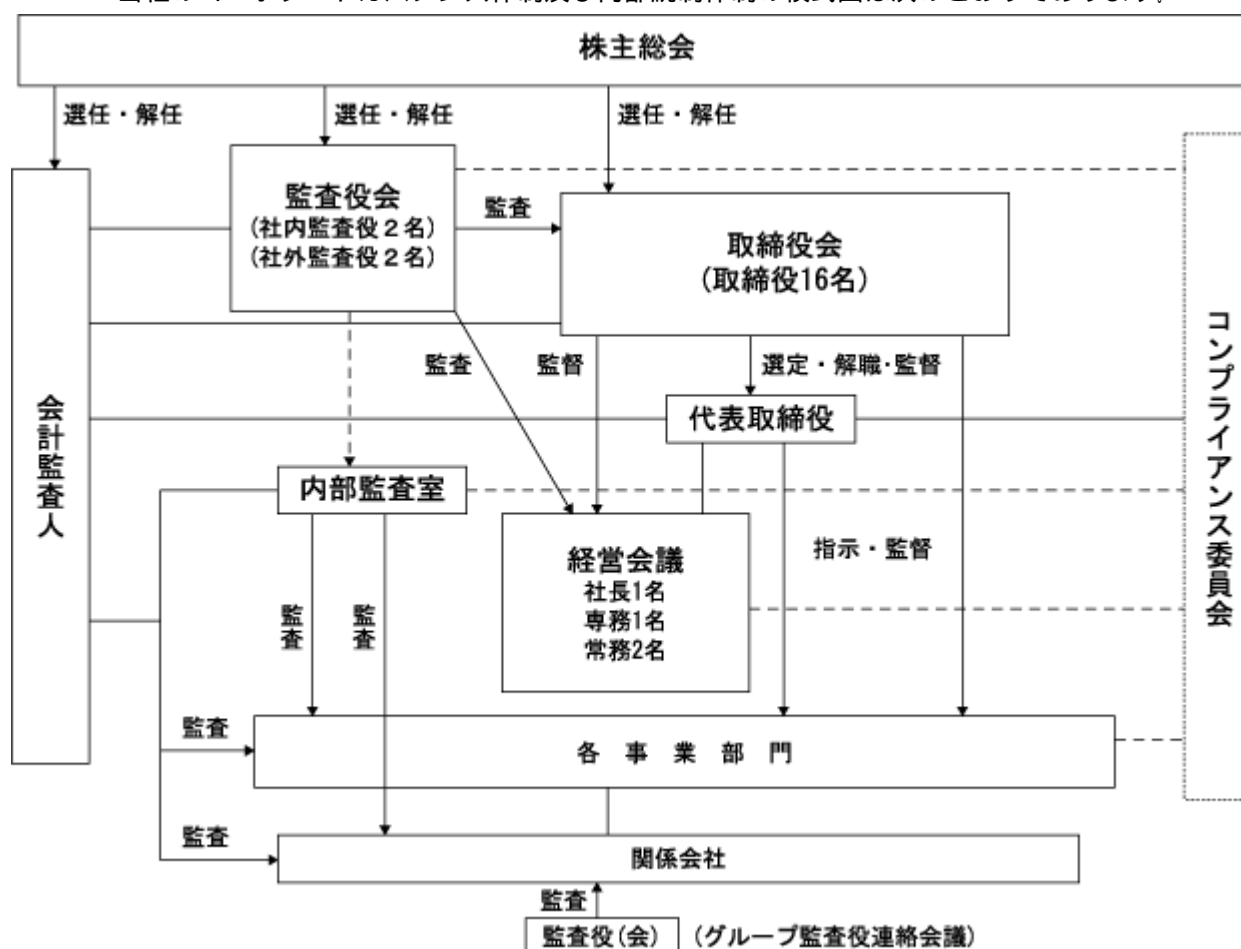 株主総会
選任・解任
選任・解任
選任・解任
監査役会
(社内監査役2名)
(社外監査役2名)
監査
取締役会
(取締役16名)
監査
監督
選定・解職・監督
代表取締役
会計監査人
コンプライアンス委員会
内部監査室
経営会議
社長1名
専務1名
常務2名
指示・監督
監査
監査
監査
各事業部門
監査
関係会社
監査
監査役(会)
(グループ監査役連絡会議)